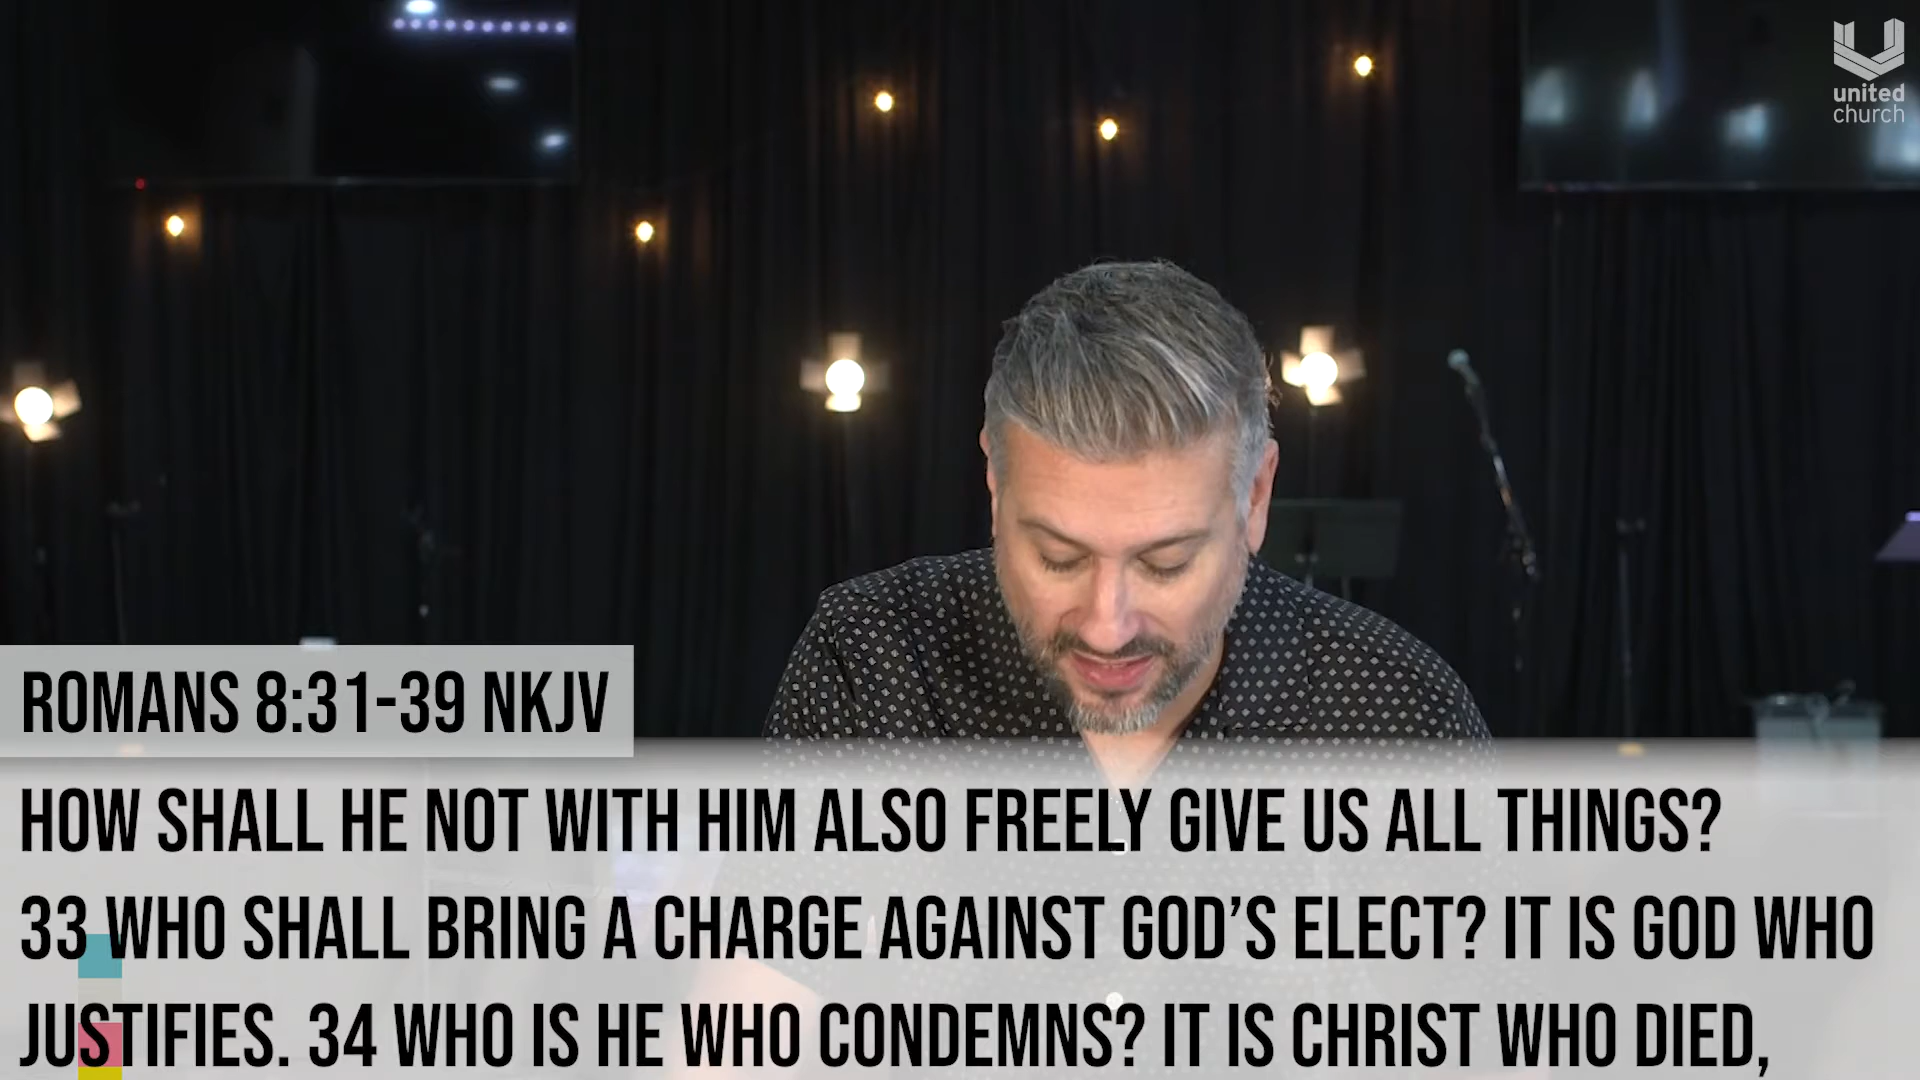 united
church
ROMANS 8:31-39 NKJV
HOW SHALL HE NOT WITH HIM ALSO FREELY GIVE US ALL THINGS?
33 WHO SHALL BRING A CHARGE AGAINST GOD’S ELECT? IT IS GOD WHO
JUSTIFIES. 34 WHO IS HE WHO CONDEMNS? IT IS CHRIST WHO DIED,